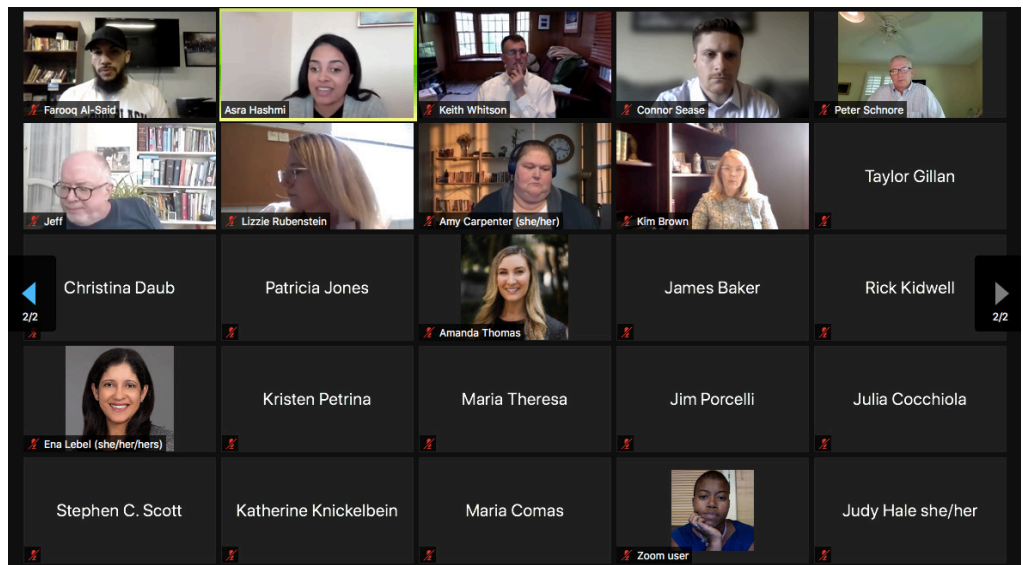 Farooq Al-Said
Asra Hashmi
Keith Whitson
Connor Sease
Peter Schnore
Jeff
Lizzie Rubenstein
Amy Carpenter (she/her)
Kim Brown
Taylor Gillan
Christina Daub
Patricia Jones
Amanda Thomas
James Baker
Rick Kidwell
2/2
2/2
Ena Lebel (she/her/hers)
Kristen Petrina
Maria Theresa
Jim Porcelli
Julia Cocchiola
Stephen C. Scott
Katherine Knickelbein
Maria Comas
Zoom user
Judy Hale she/her